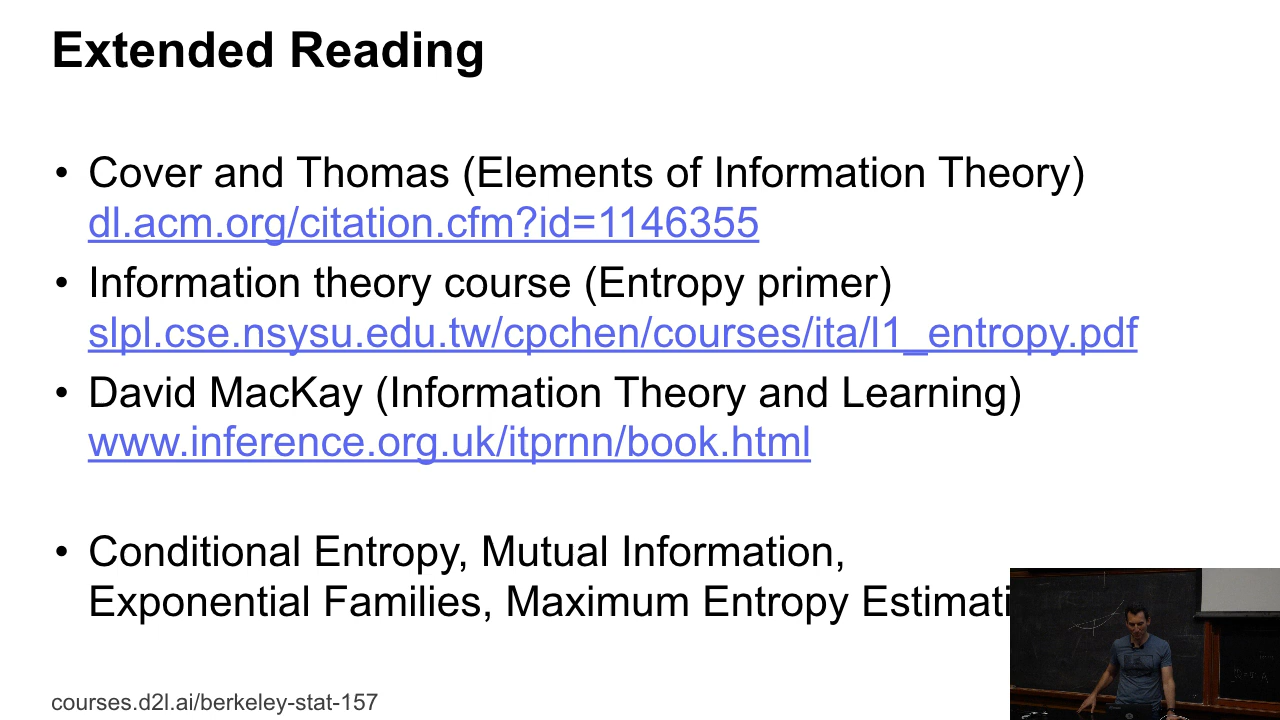 Extended Reading
• Cover and Thomas (Elements of Information Theory)
dl.acm.org/citation.cfm?id=1146355
• Information theory course (Entropy primer)
slpl.cse.nsysu.edu.tw/cpchen/courses/ita/l1_entropy.pdf
• David MacKay (Information Theory and Learning)
www.inference.org.uk/itprnn/book.html
• Conditional Entropy, Mutual Information,
Exponential Families, Maximum Entropy Estimati
courses.d2l.ai/berkeley-stat-157